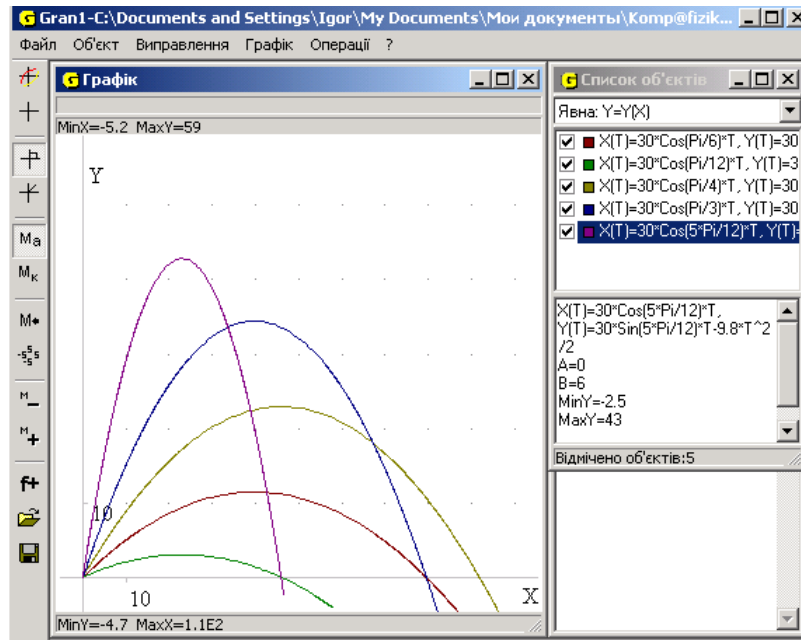 Gran1-C:\Documents and Settings\Igor\My Documents\Мои документы\Komp@fizik...
Файл Об'єкт Виправлення Графік Операції ?
Графік
MinX=-5.2 MaxY=59
Y
10
10
X
MinY=-4.7 MaxX=1.1E2
Ma
Мк
M
-s5s
M
M
f+
Список об'єктів
Явна: Y=Y(X)
X(T)=30*Cos(Pi/6)*T, Y(T)=30
X(T)=30*Cos(Pi/12)*T, Y(T)=3
X(T)=30*Cos(Pi/4)*T, Y(T)=30
X(T)=30*Cos(Pi/3)*T, Y(T)=30
X(T)=30*Cos(5*Pi/12)*T, Y(T)=
X(T)=30*Cos(5*Pi/12)*T,
Y(T)=30*Sin(5*Pi/12)*T-9.8*T^2
/2
A=0
B=6
MinY=-2.5
MaxY=43
Відмічено об'єктів:5